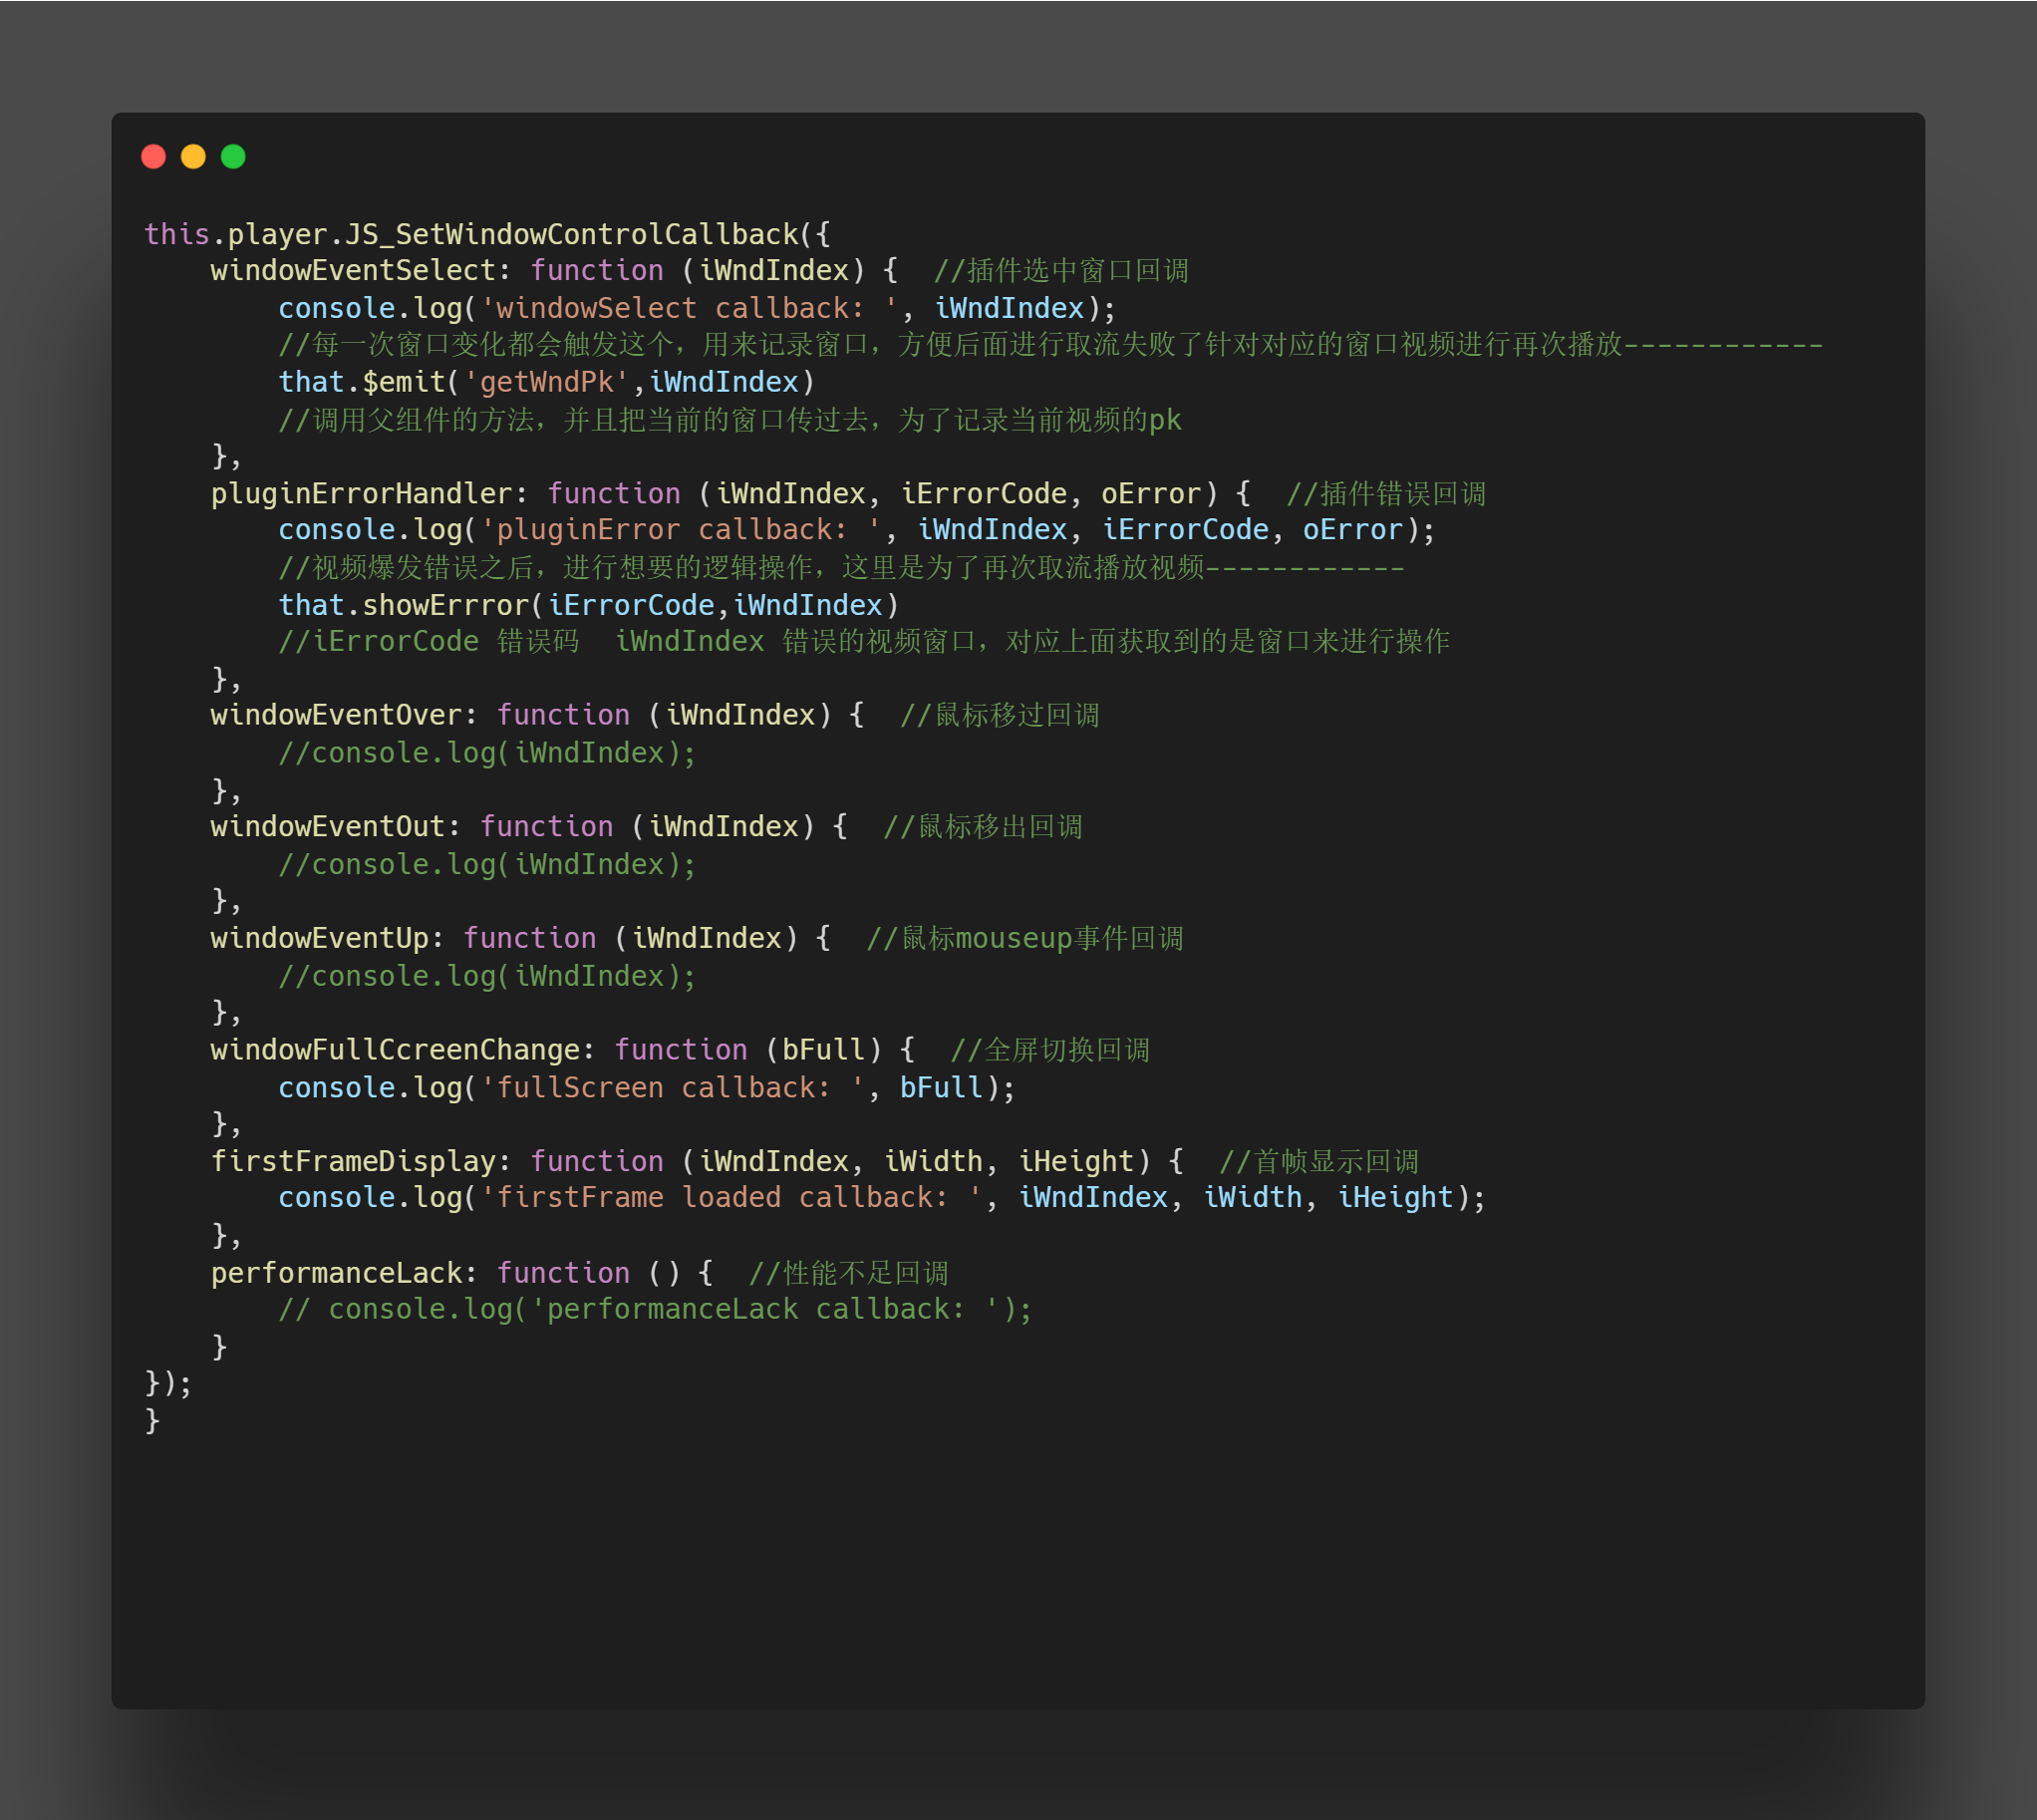 this.player.JS_SetWindowControlCallback({
    windowEventSelect: function (iWndIndex) {  //插件选中窗口回调
        console.log('windowSelect callback: ', iWndIndex);
        //每一次窗口变化都会触发这个，用来记录窗口，方便后面进行取流失败了针对对应的窗口视频进行再次播放------------
        that.$emit('getWndPk',iWndIndex)
        //调用父组件的方法，并且把当前的窗口传过去，为了记录当前视频的pk
    },
    pluginErrorHandler: function (iWndIndex, iErrorCode, oError) {  //插件错误回调
        console.log('pluginError callback: ', iWndIndex, iErrorCode, oError);
        //视频爆发错误之后，进行想要的逻辑操作，这里是为了再次取流播放视频------------
        that.showErrror(iErrorCode,iWndIndex)
        //iErrorCode 错误码  iWndIndex 错误的视频窗口，对应上面获取到的是窗口来进行操作
    },
    windowEventOver: function (iWndIndex) {  //鼠标移过回调
        //console.log(iWndIndex);
    },
    windowEventOut: function (iWndIndex) {  //鼠标移出回调
        //console.log(iWndIndex);
    },
    windowEventUp: function (iWndIndex) {  //鼠标mouseup事件回调
        //console.log(iWndIndex);
    },
    windowFullCcreenChange: function (bFull) {  //全屏切换回调
        console.log('fullScreen callback: ', bFull);
    },
    firstFrameDisplay: function (iWndIndex, iWidth, iHeight) {  //首帧显示回调
        console.log('firstFrame loaded callback: ', iWndIndex, iWidth, iHeight);
    },
    performanceLack: function () {  //性能不足回调
        // console.log('performanceLack callback: ');
    }
});
}